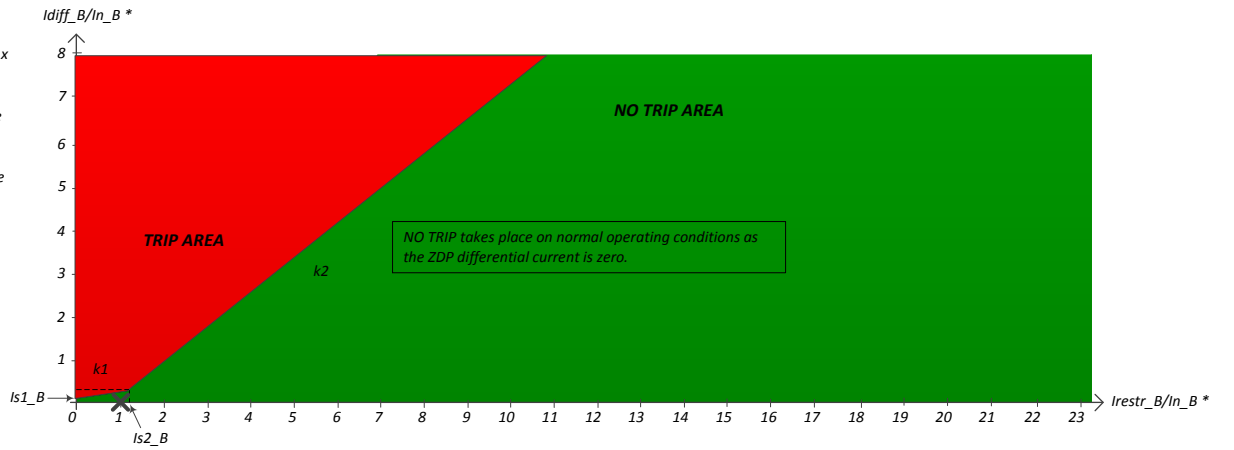 Idiff_B/In_B *
x
8
7
6
e
5
4
3
2
1
NO TRIP AREA
TRIP AREA
NO TRIP takes place on normal operating conditions as
the ZDP differential current is zero.
k2
k1
Is1_B
0 1 2 3 4 5 6 7 8 9 10 11 12 13 14 15 16 17 18 19 20 21 22 23
Irestr_B/In_B *
Is2_B